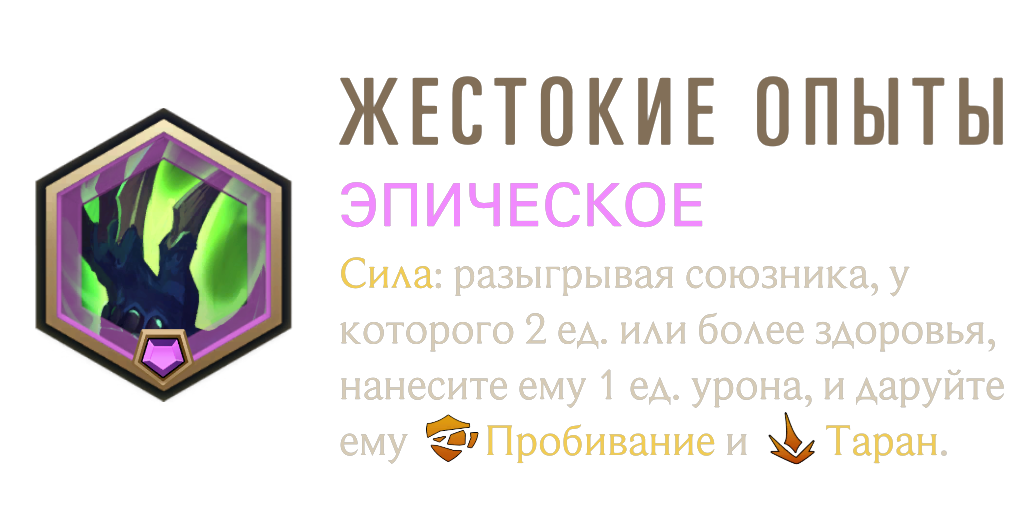 ЖЕСТОКИЕ ОПЫТЫ
ЭПИЧЕСКОЕ
Сила: разыгрывая союзника, у
которого 2 ед. или более здоровья,
нанесите ему 1 ед. урона, и даруйте
ему Пробивание и Таран.